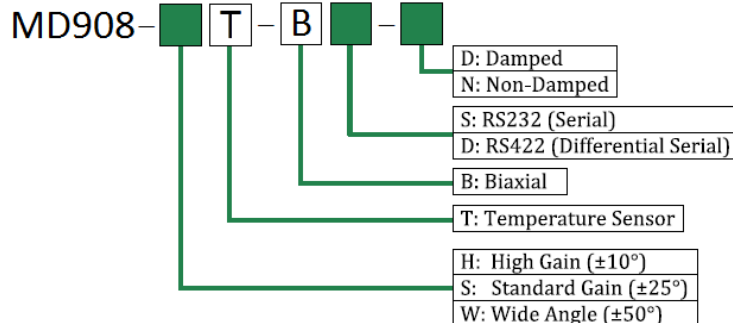 MD908- T - B -
D: Damped
N: Non-Damped
S: RS232 (Serial)
D: RS422 (Differential Serial)
B: Biaxial
T: Temperature Sensor
H: High Gain (±10°)
S: Standard Gain (±25°)
W: Wide Angle (±50°)